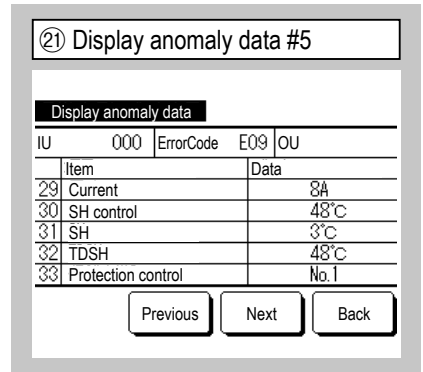 ㉑ Display anomaly data #5
Display anomaly data
IU 000 ErrorCode E09 OU
Item Data
29 Current 8A
30 SH control 48°C
31 SH 3°C
32 TDSH 48°C
33 Protection control No.1
Previous Next Back